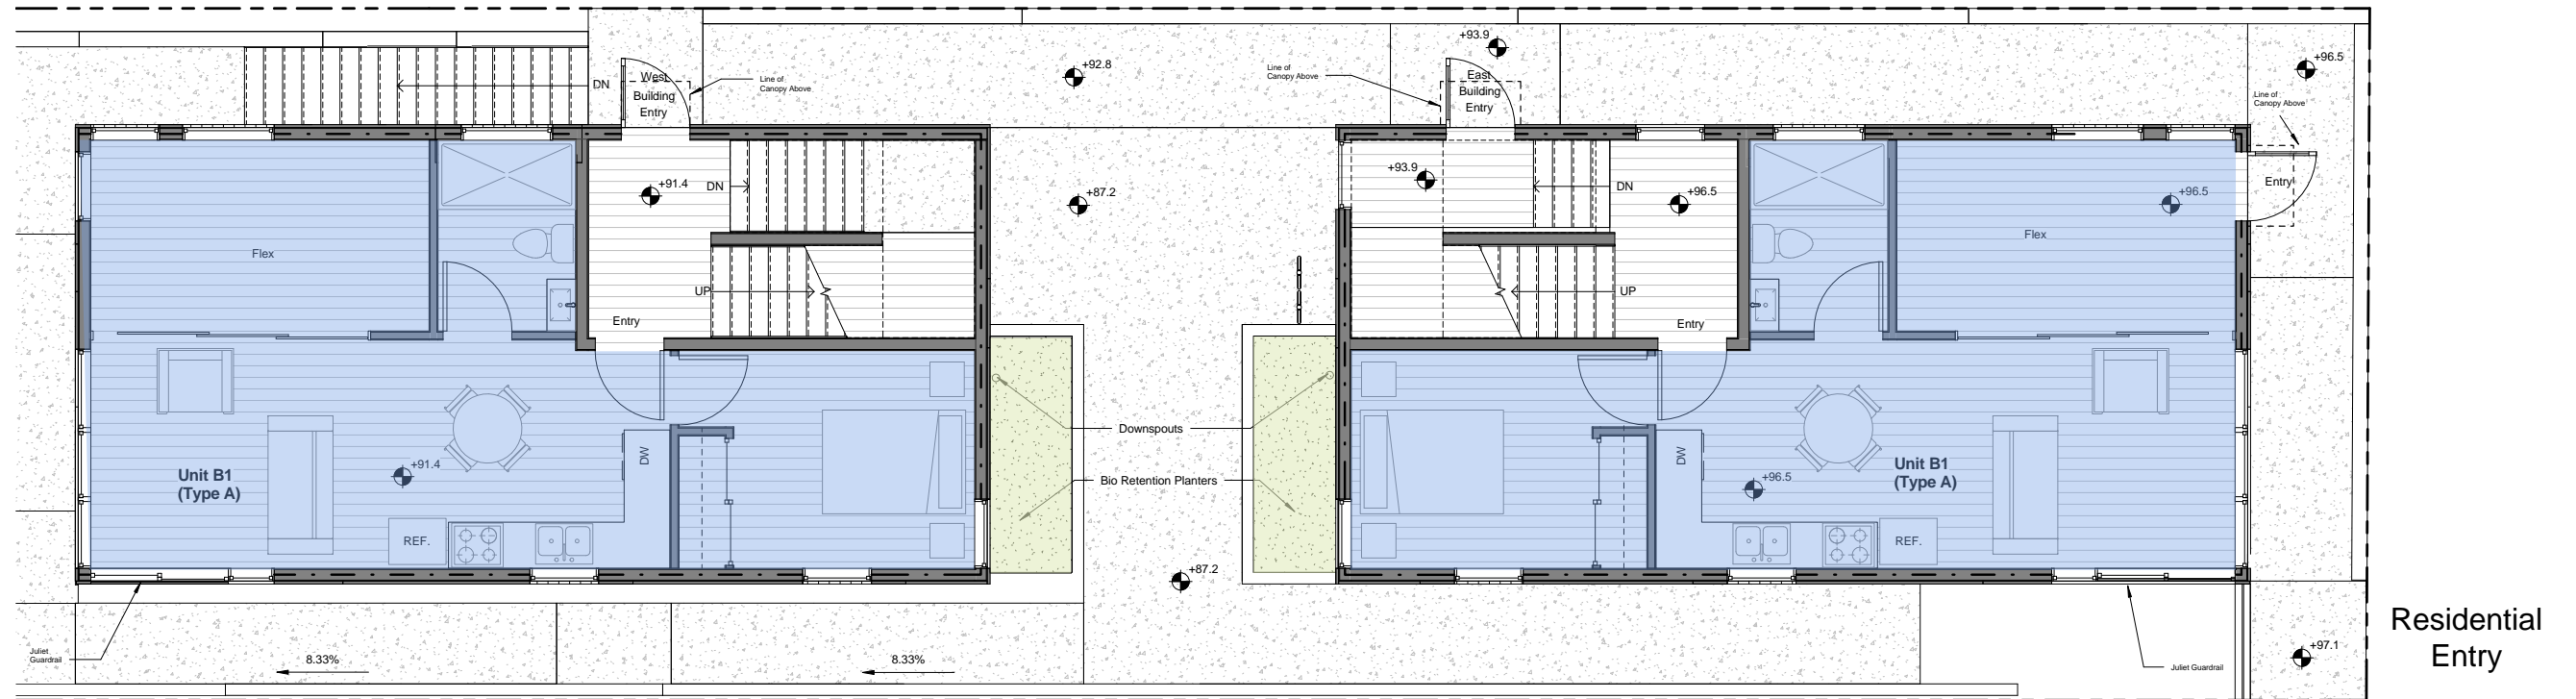 +93.9
+96.5
+92.8
West
Building
Entry
Line of
Canopy Above
DN
Line of
Canopy Above
East
Building
Entry
Line of
Canopy Above
+91.4
DN
+87.2
+93.9
DN
+96.5
+96.5
Entry
Flex
Flex
UP
UP
Entry
Entry
Downspouts
DW
DW
Unit B1
(Type A)
+91.4
Bio Retention Planters
+96.5
Unit B1
(Type A)
REF.
REF.
+87.2
Residential
Entry
Juliet
Guardrail
8.33%
8.33%
Juliet Guardrail
+97.1